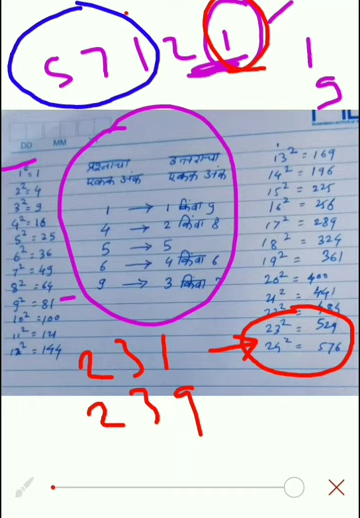 57121
1
9
DD MM
1² = 1
2² = 4
3² = 9
4² = 16
5² = 25
6² = 36
7² = 49
8² = 64
9² = 81
10² = 100
11² = 121
12² = 144
प्रश्नाचा उत्तराचा
एकक अंक एकक अंक
1 → 1 किंवा 9
4 → 2 किंवा 8
5 → 5
6 → 4 किंवा 6
9 → 3 किंवा 7
13² = 169
14² = 196
15² = 225
16² = 256
17² = 289
18² = 324
19² = 361
20² = 400
21² = 441
22² = 484
23² = 529
24² = 576
231 →
239